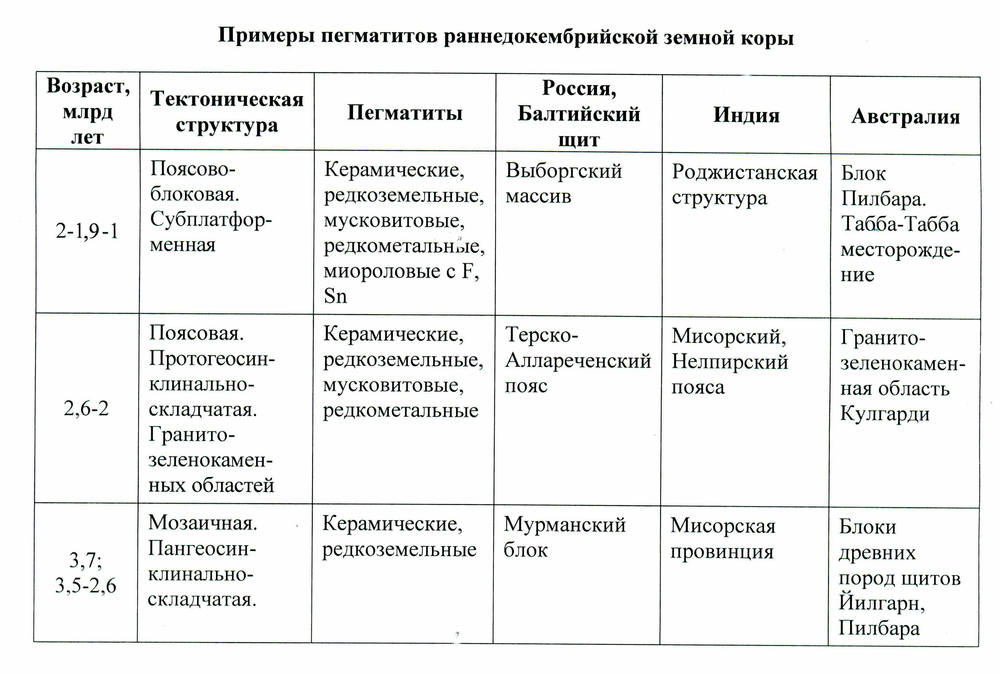 Примеры пегматитов раннедокембрийской земной коры
Возраст,
млрд
лет
Тектоническая
структура
Пегматиты
Россия,
Балтийский
щит
Индия
Австралия
2-1,9-1
Поясово-
блоковая.
Субплатфор-
менная
Керамические,
редкоземельные,
мусковитовые,
редкометальные,
миороловые с F,
Sn
Выборгский
массив
Роджистанская
структура
Блок
Пилбара.
Табба-Табба
месторожде-
ние
2,6-2
Поясовая.
Протогеосин-
клинально-
складчатая.
Гранито-
зеленокамен-
ных областей
Керамические,
редкоземельные,
мусковитовые,
редкометальные
Терско-
Аллареченский
пояс
Мисорский,
Нелпирский
пояса
Гранито-
зеленокамен-
ная область
Кулгарди
3,7;
3,5-2,6
Мозаичная.
Пангеосин-
клинально-
складчатая.
Керамические,
редкоземельные
Мурманский
блок
Мисорская
провинция
Блоки
древних
пород щитов
Йилгарн,
Пилбара